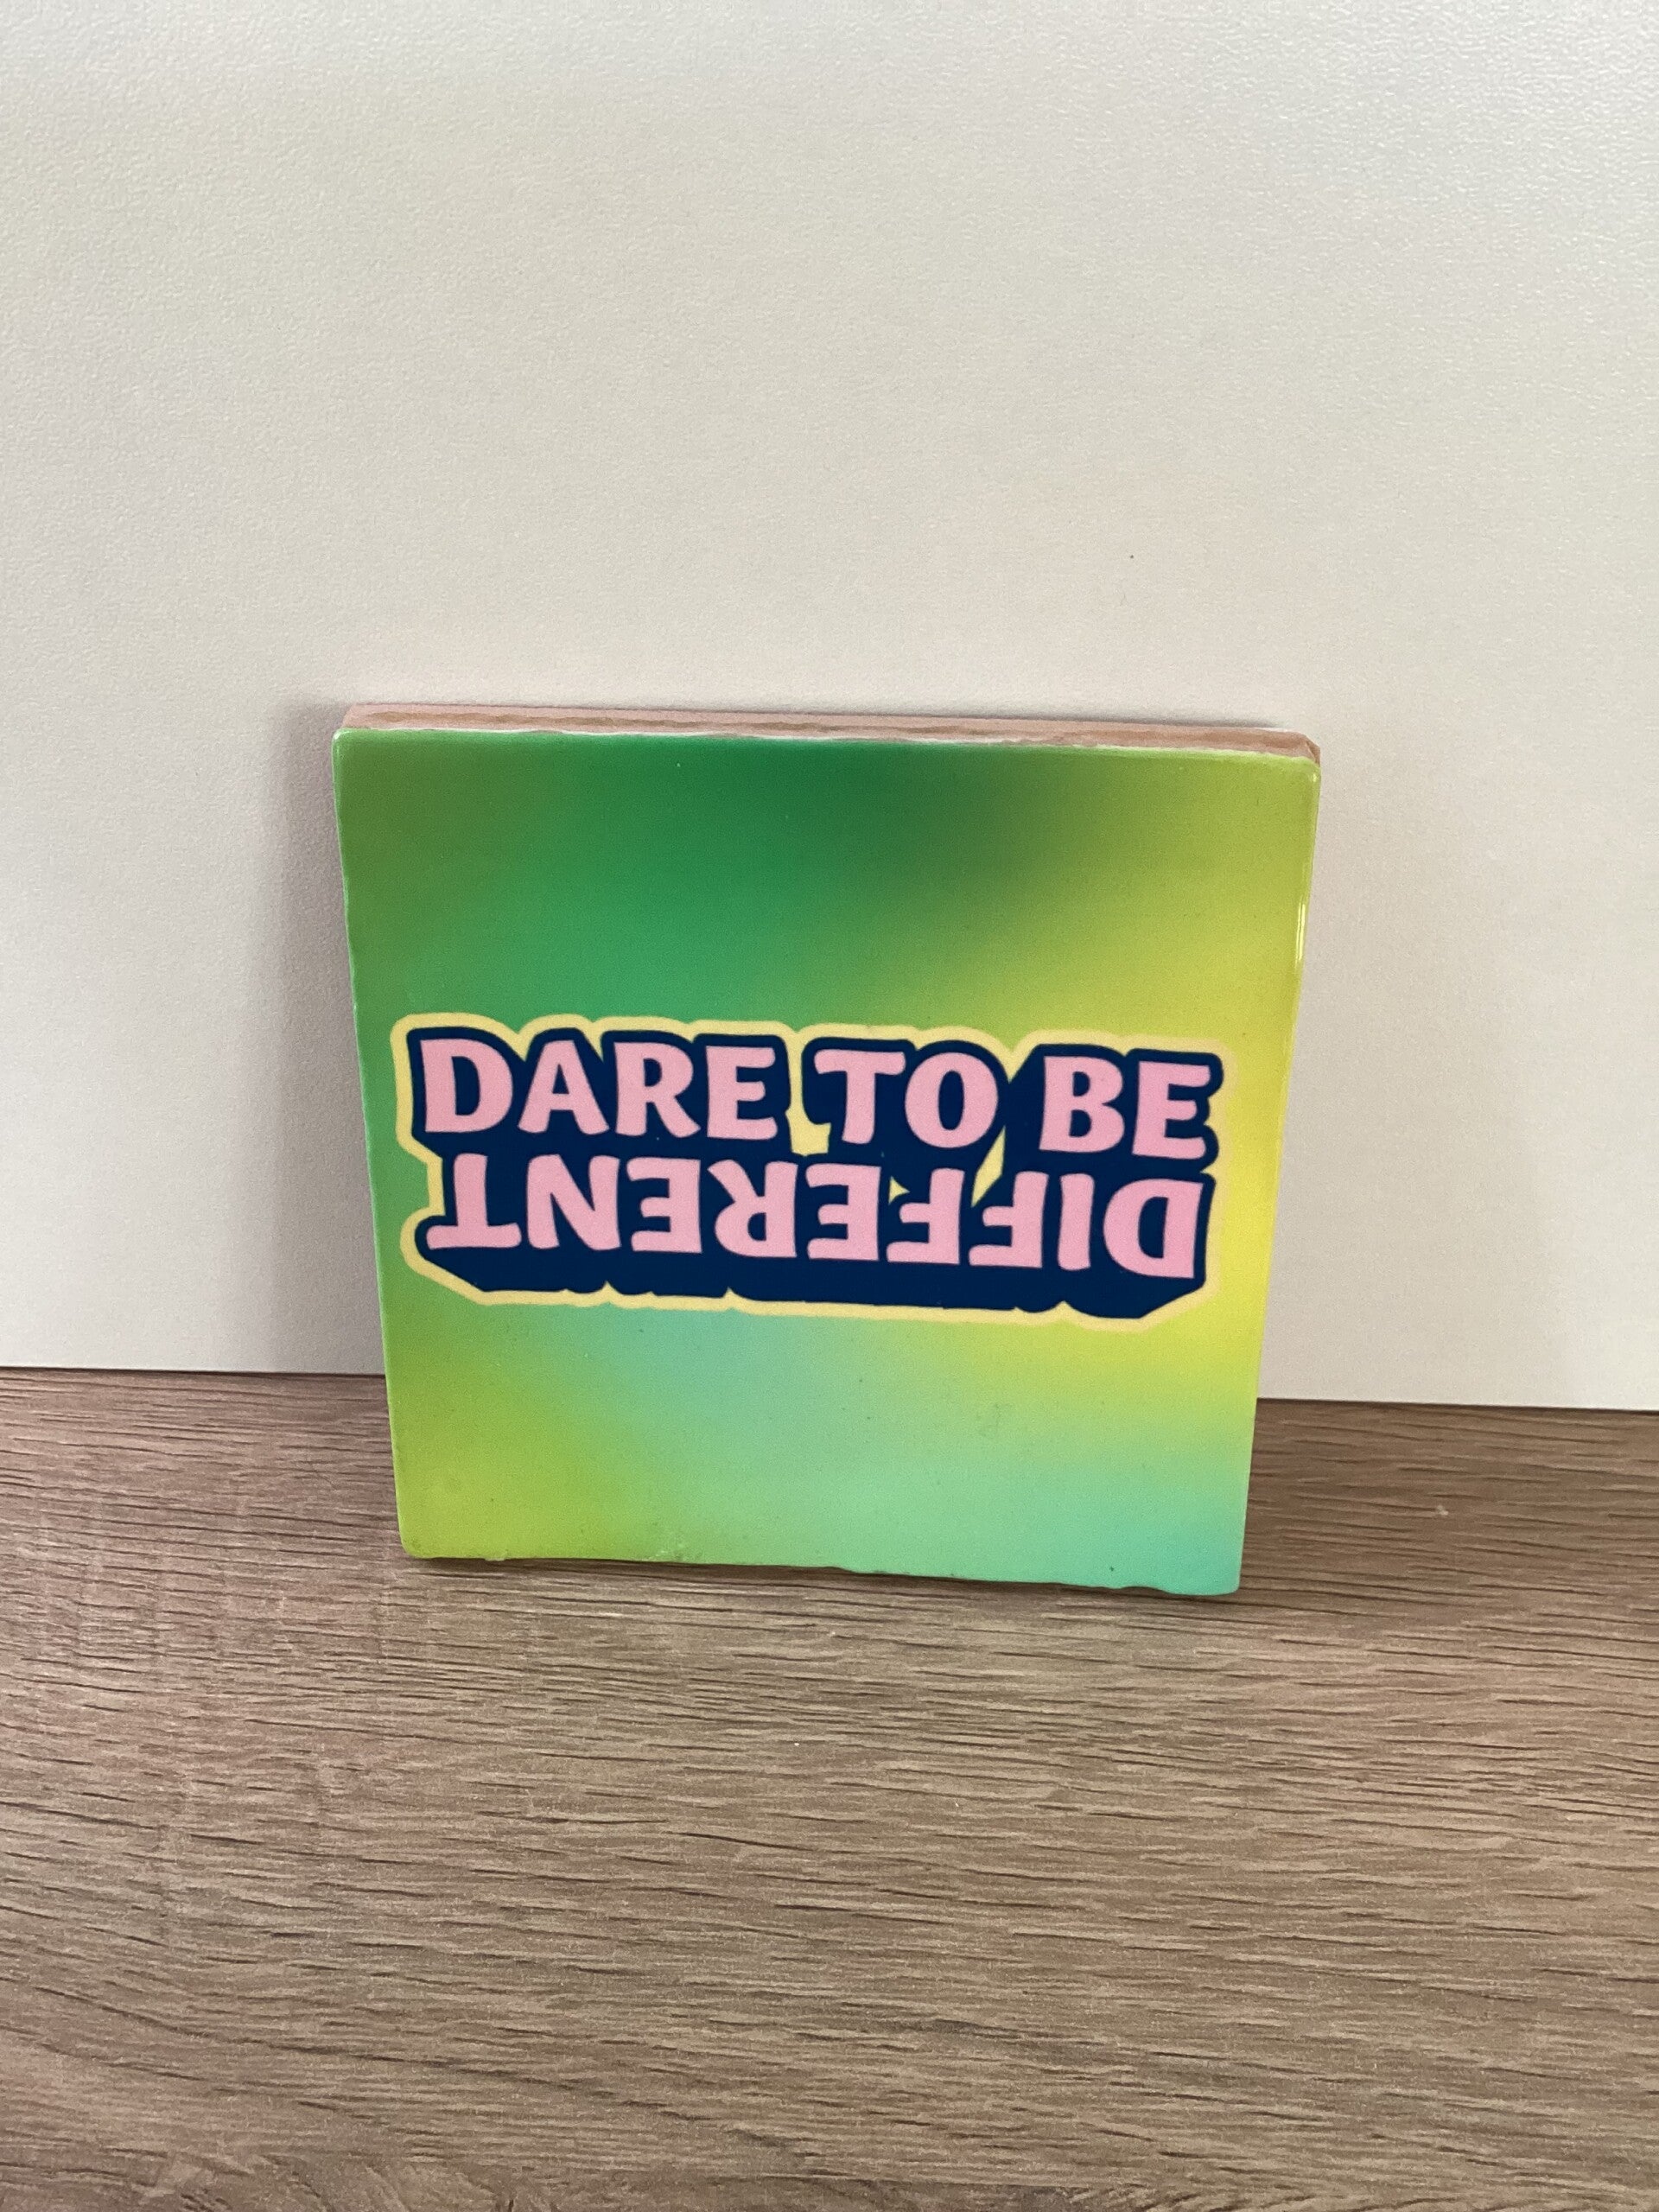 DARE TO BE
DIFFERENT